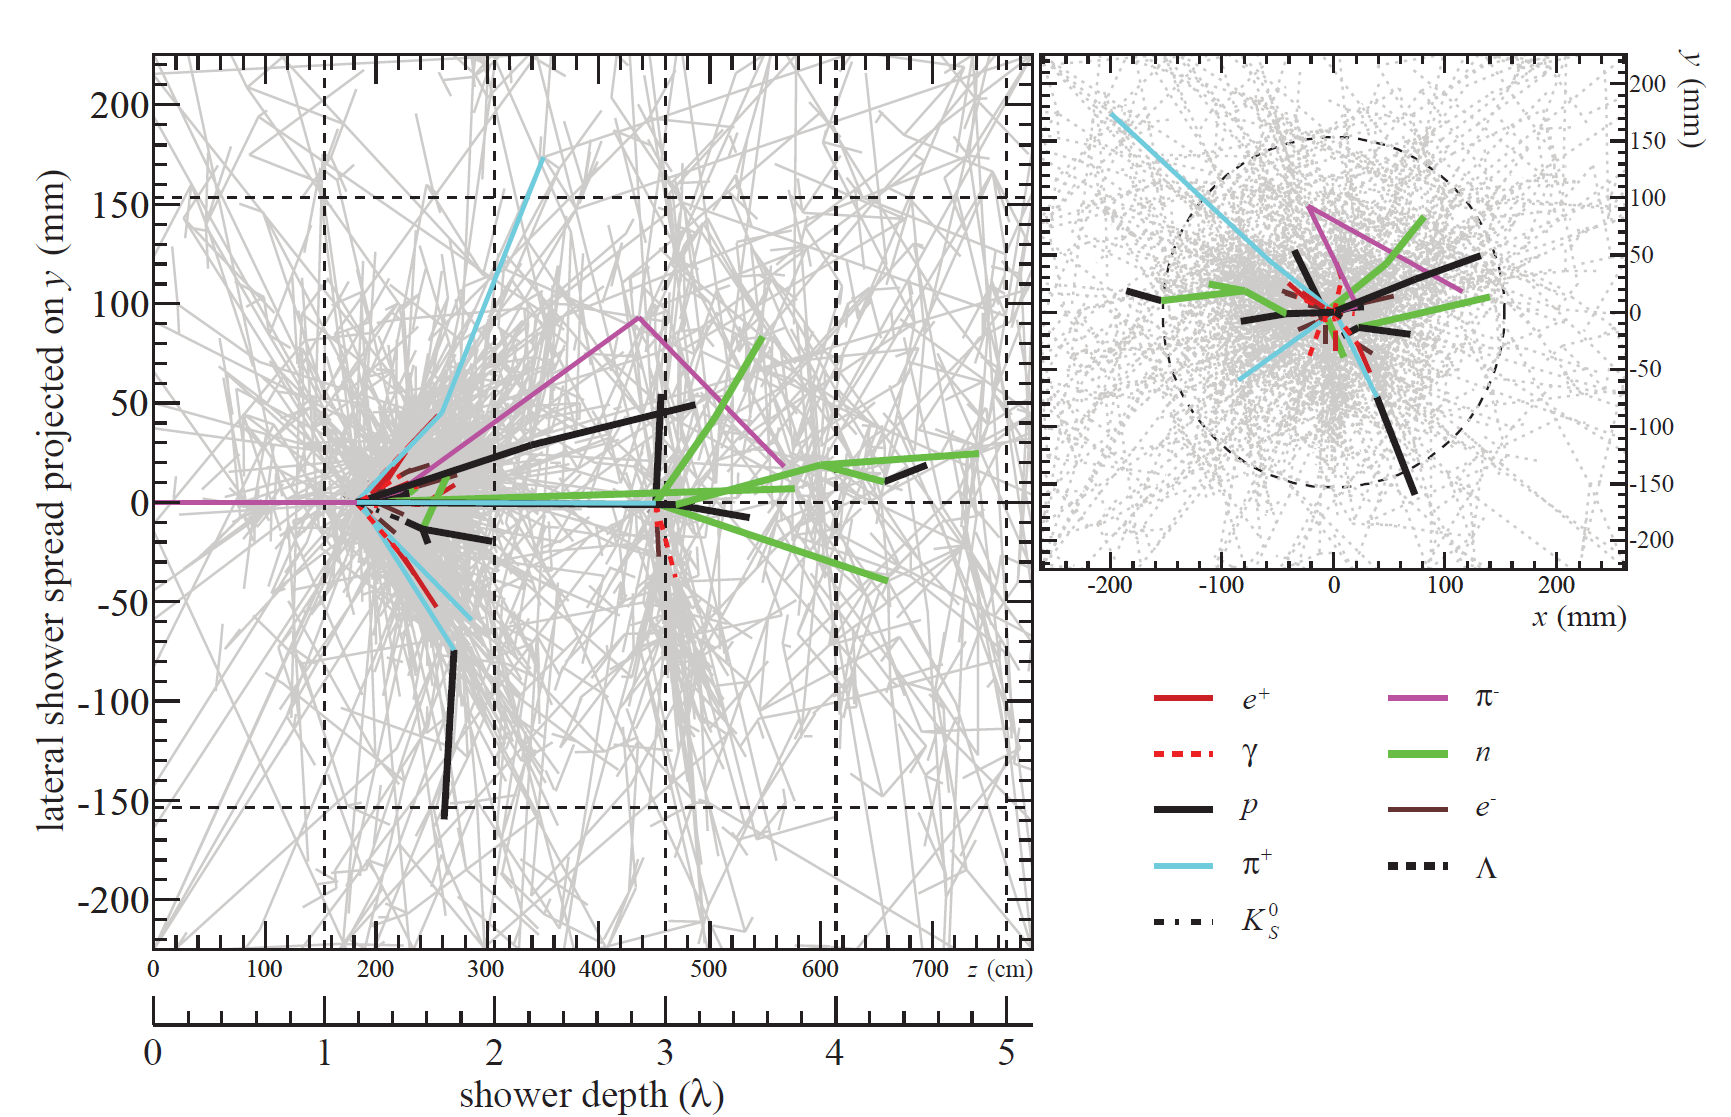 lateral shower spread projected on y (mm)
200
150
100
50
0
-50
-100
-150
-200
0 100 200 300 400 500 600 700 z (cm)
0 1 2 3 4 5
shower depth (λ)
y (mm)
200
150
100
50
0
-50
-100
-150
-200
-200 -100 0 100 200
x (mm)
e⁺ π⁻
γ n
p e⁻
π⁺ Λ
K⁰_S